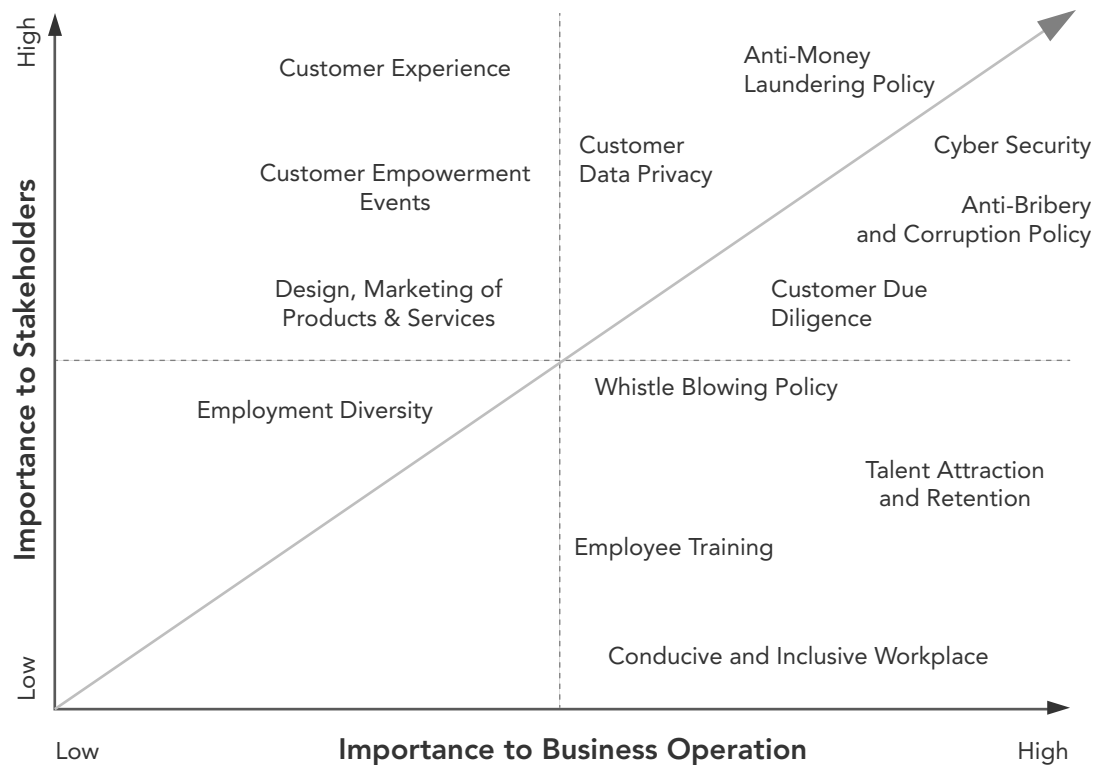 High
Importance to Stakeholders
Low
Customer Experience
Anti-Money
Laundering Policy
Customer
Data Privacy
Cyber Security
Customer Empowerment
Events
Anti-Bribery
and Corruption Policy
Design, Marketing of
Products & Services
Customer Due
Diligence
Whistle Blowing Policy
Employment Diversity
Talent Attraction
and Retention
Employee Training
Conducive and Inclusive Workplace
Low
Importance to Business Operation
High